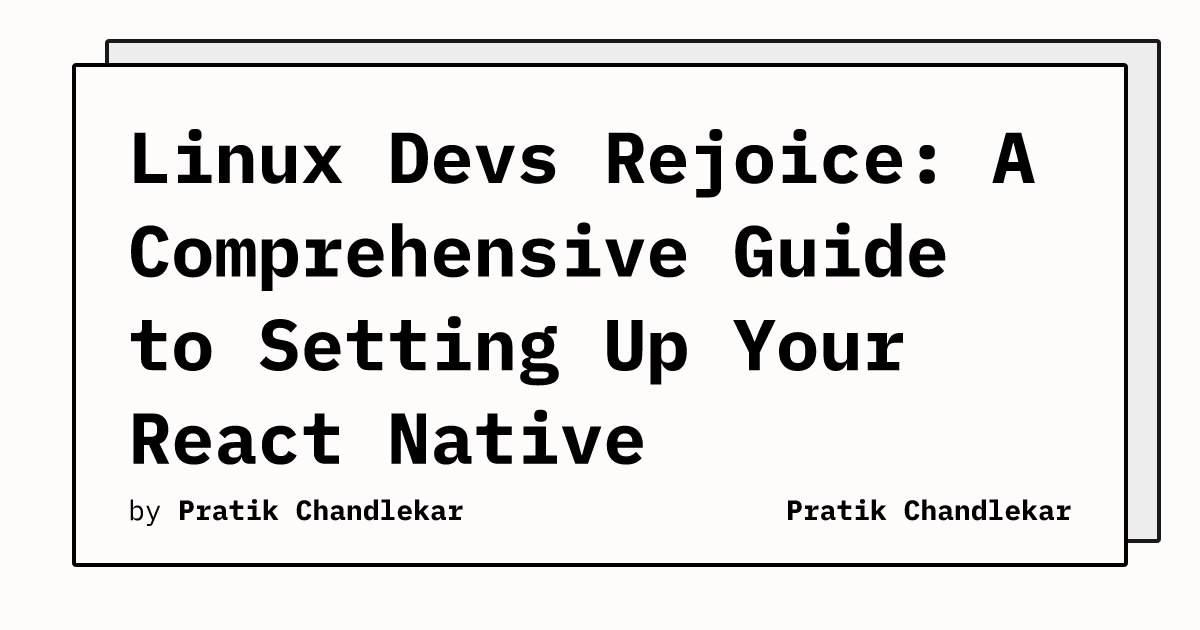 Linux Devs Rejoice: A
Comprehensive Guide
to Setting Up Your
React Native
by Pratik Chandlekar
Pratik Chandlekar